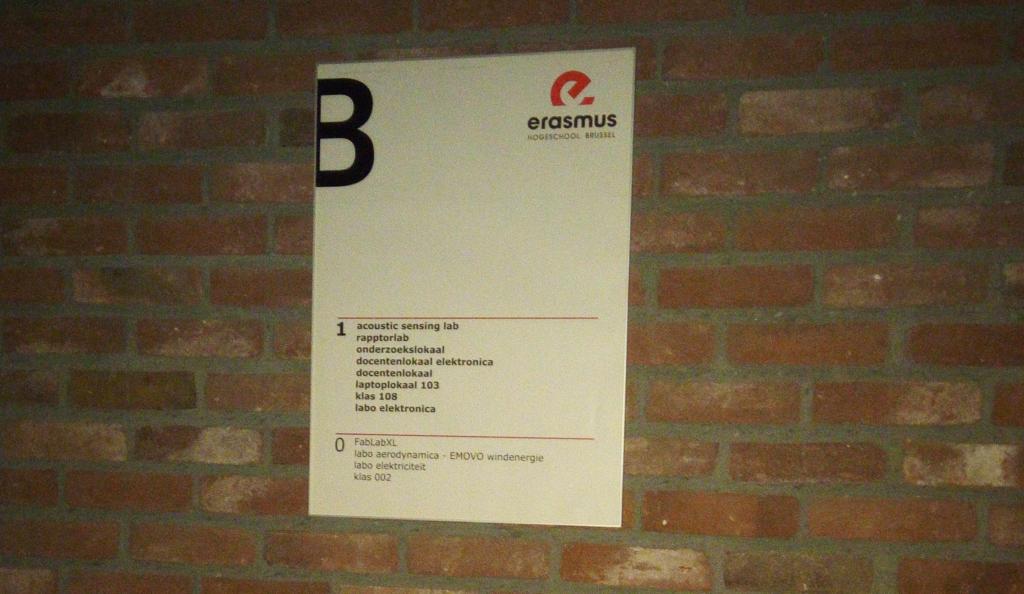 B
erasmus
HOGESCHOOL BRUSSEL
1 acoustic sensing lab
rapptorlab
onderzoekslokaal
docentenlokaal elektronica
docentenlokaal
laptoplokaal 103
klas 108
labo elektronica
0 FabLabXL
labo aerodynamica - EMOVO windenergie
labo elektriciteit
klas 002